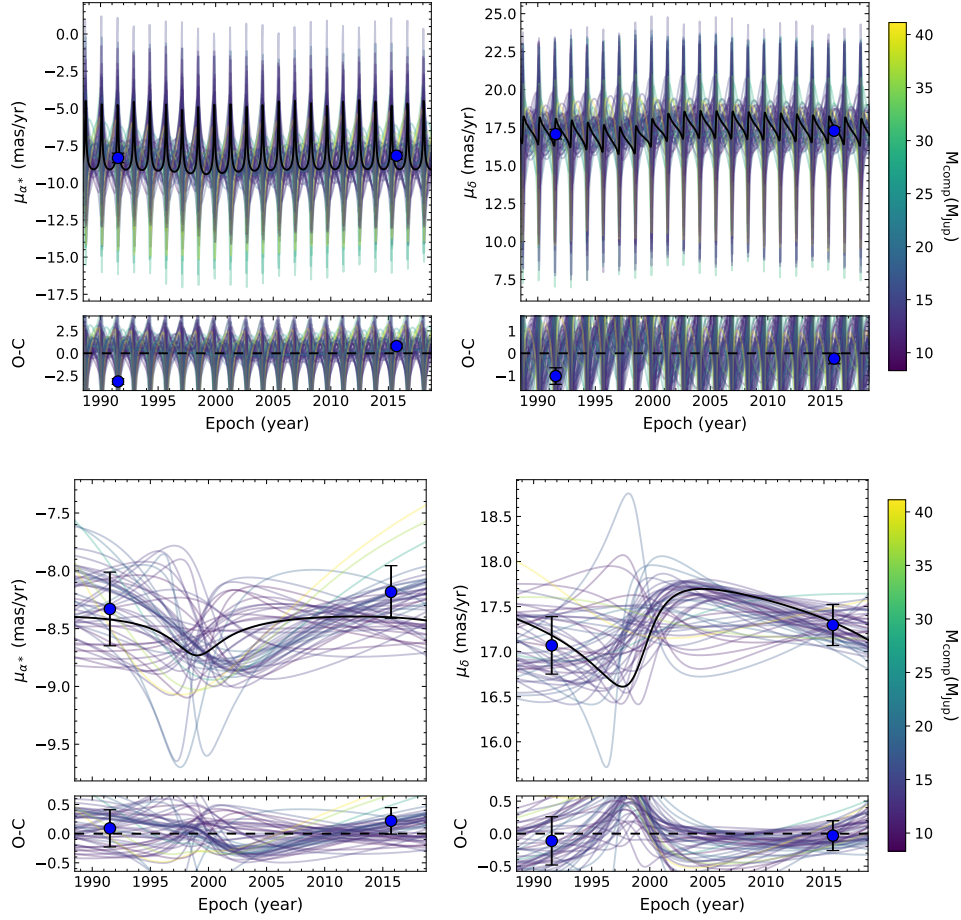 0.0
−2.5
−5.0
−7.5
−10.0
−12.5
−15.0
−17.5
μα* (mas/yr)
2.5
0.0
−2.5
O-C
1990 1995 2000 2005 2010 2015
Epoch (year)
25.0
22.5
20.0
17.5
15.0
12.5
10.0
7.5
μδ (mas/yr)
1
0
−1
O-C
1990 1995 2000 2005 2010 2015
Epoch (year)
40
35
30
25
20
15
10
Mcomp(MJup)
−7.5
−8.0
−8.5
−9.0
−9.5
μα* (mas/yr)
0.5
0.0
−0.5
O-C
1990 1995 2000 2005 2010 2015
Epoch (year)
18.5
18.0
17.5
17.0
16.5
16.0
μδ (mas/yr)
0.5
0.0
−0.5
O-C
1990 1995 2000 2005 2010 2015
Epoch (year)
40
35
30
25
20
15
10
Mcomp(MJup)